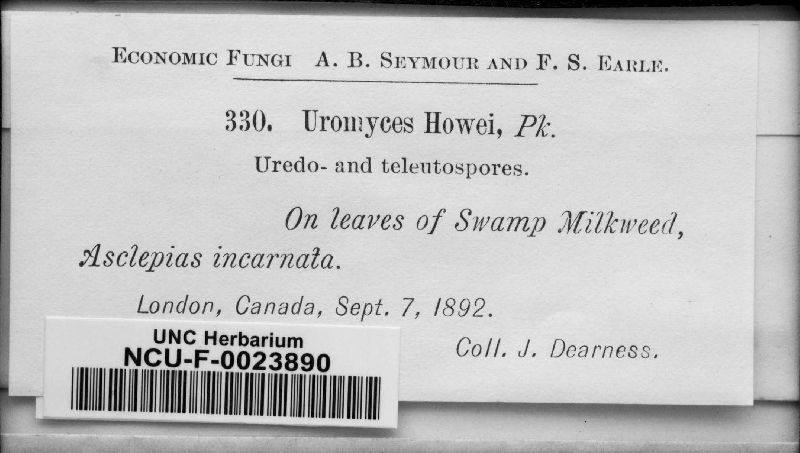 ECONOMIC FUNGI A. B. SEYMOUR AND F. S. EARLE.
330. Uromyces Howei, Pk.
Uredo- and teleutospores.
On leaves of Swamp Milkweed,
Asclepias incarnata.
London, Canada, Sept. 7, 1892.
Coll. J. Dearness.
UNC Herbarium
NCU-F-0023890